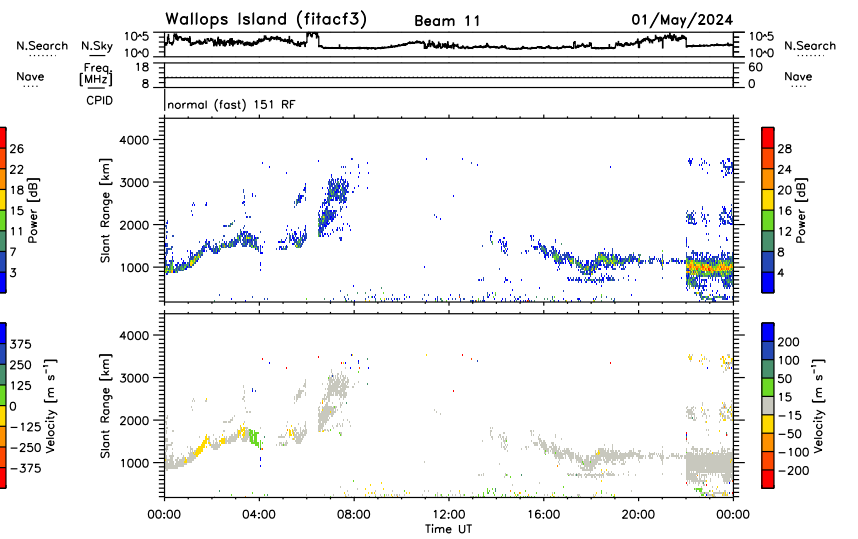 Wallops Island (fitacf3) Beam 11 01/May/2024
N.Search N.Sky 10^5 10^0 10^5 10^0 N.Search
Nave Freq. [MHz] 18 8 60 0 Nave
CPID normal (fast) 151 RF
26 22 18 15 11 7 3
Power [dB]
Slant Range [km]
4000 3000 2000 1000
28 24 20 16 12 8 4
Power [dB]
375 250 125 0 -125 -250 -375
Velocity [m s⁻¹]
Slant Range [km]
4000 3000 2000 1000
200 100 50 15 -15 -50 -100 -200
Velocity [m s⁻¹]
00:00 04:00 08:00 12:00 16:00 20:00 00:00
Time UT